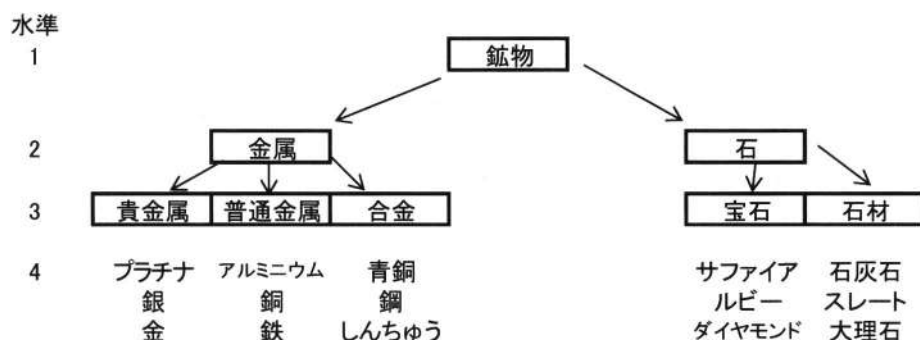 水準
1 鉱物
2 金属 石
3 貴金属 普通金属 合金 宝石 石材
4 プラチナ アルミニウム 青銅 サファイア 石灰石
銀 銅 鋼 ルビー スレート
金 鉄 しんちゅう ダイヤモンド 大理石